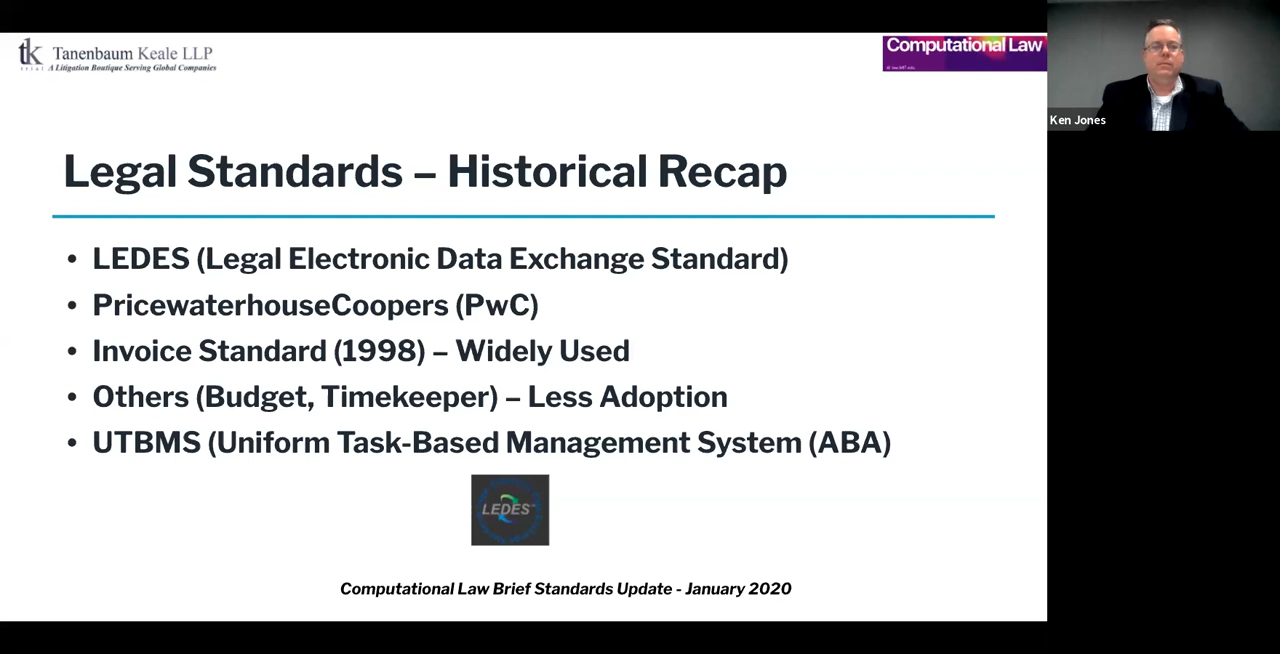 tk Tanenbaum Keale LLP
A Litigation Boutique Serving Global Companies
Computational Law
Ken Jones
Legal Standards – Historical Recap
• LEDES (Legal Electronic Data Exchange Standard)
• PricewaterhouseCoopers (PwC)
• Invoice Standard (1998) – Widely Used
• Others (Budget, Timekeeper) – Less Adoption
• UTBMS (Uniform Task-Based Management System (ABA)
LEDES
Computational Law Brief Standards Update - January 2020